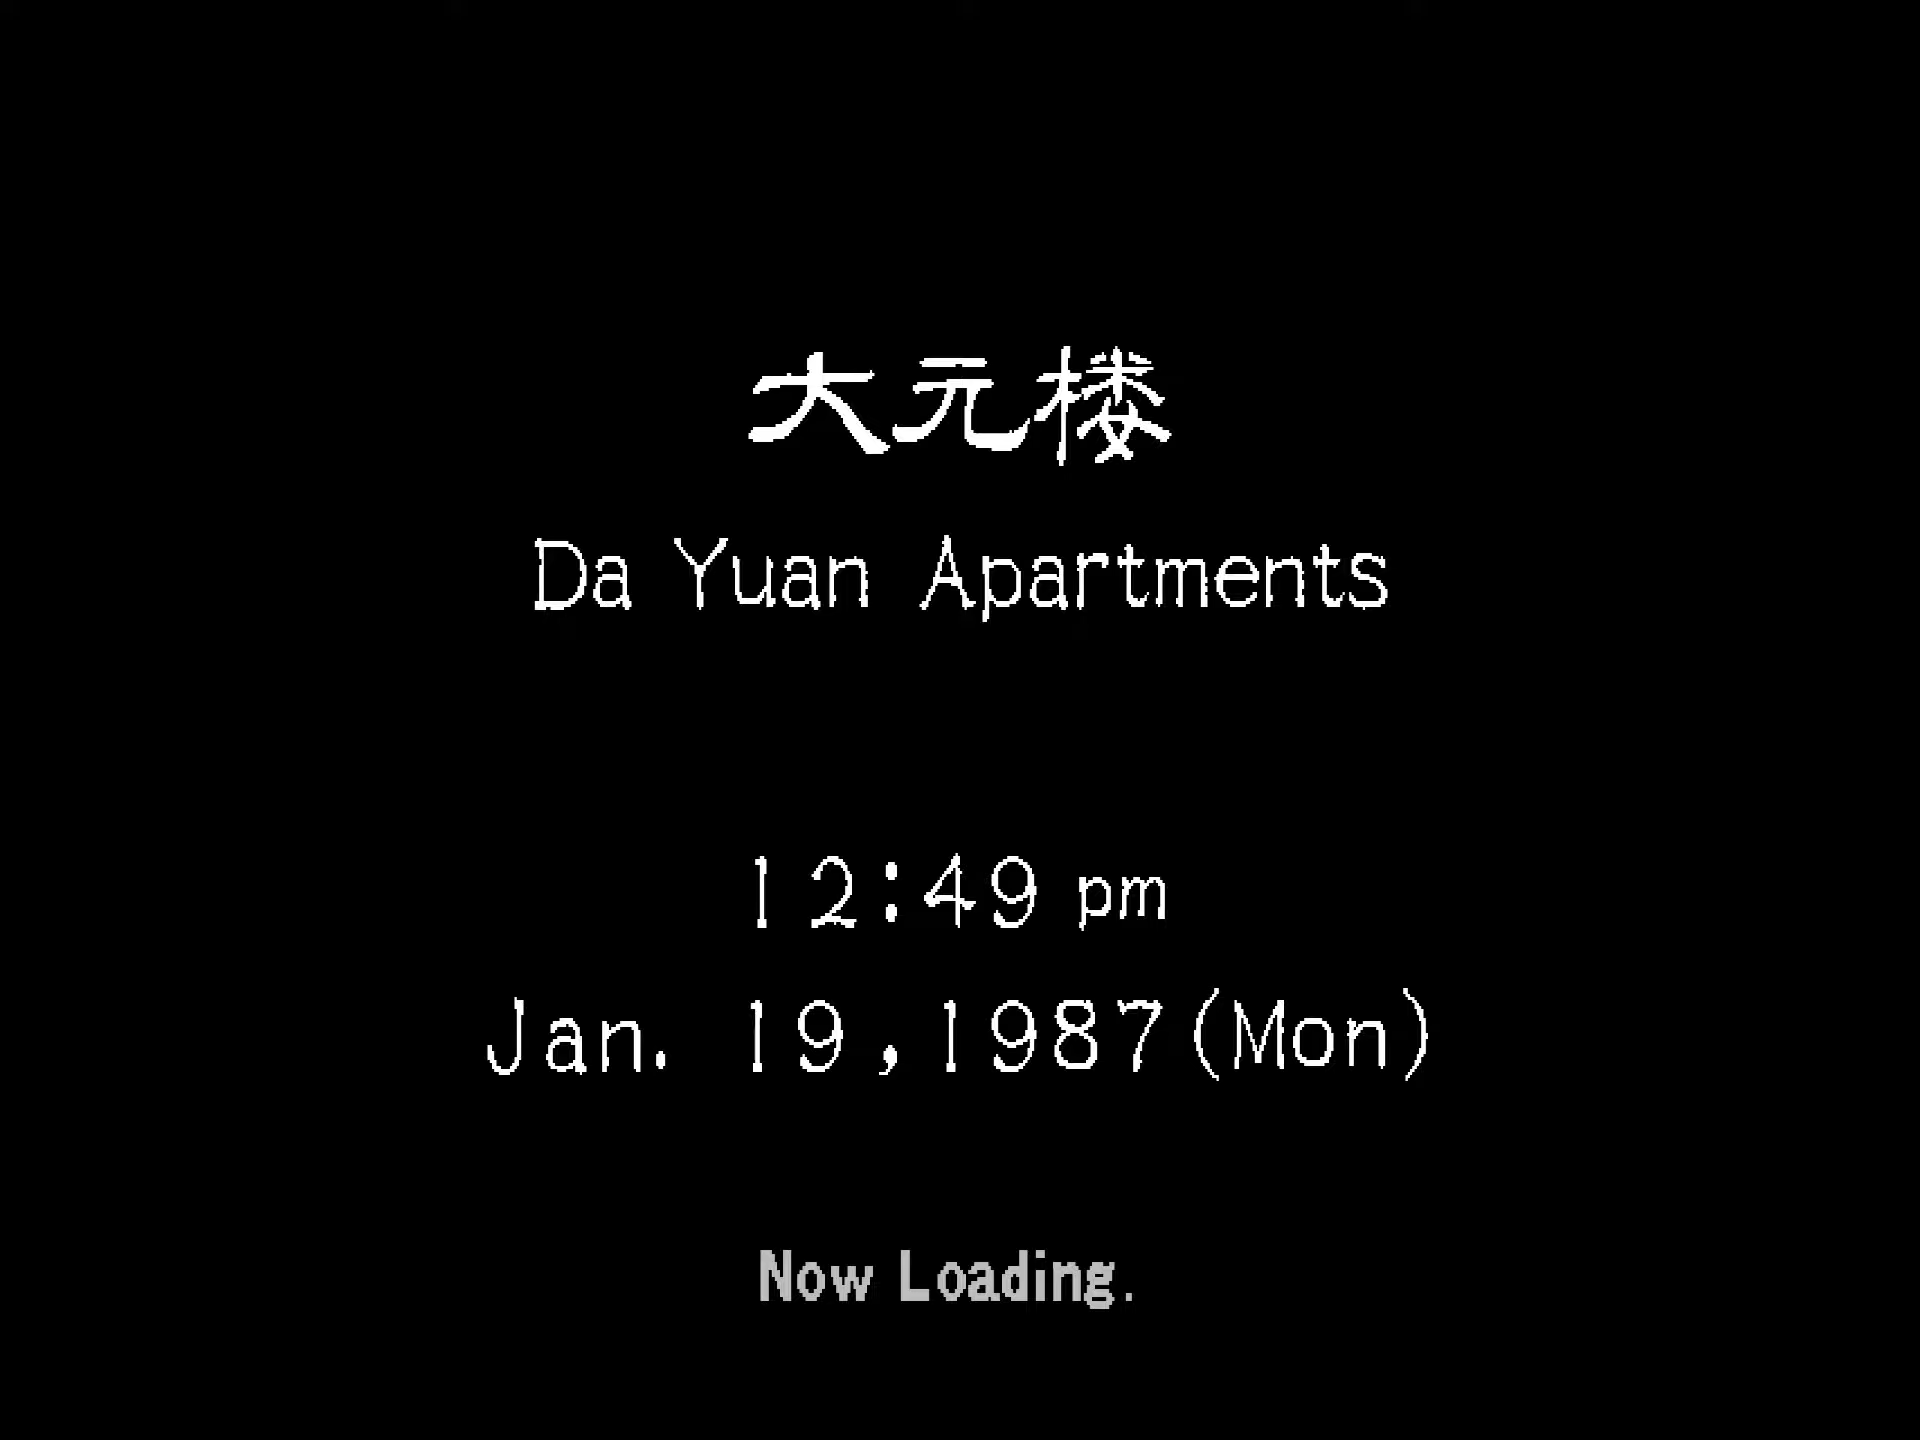 大元楼
Da Yuan Apartments
12:49 pm
Jan. 19,1987(Mon)
Now Loading.